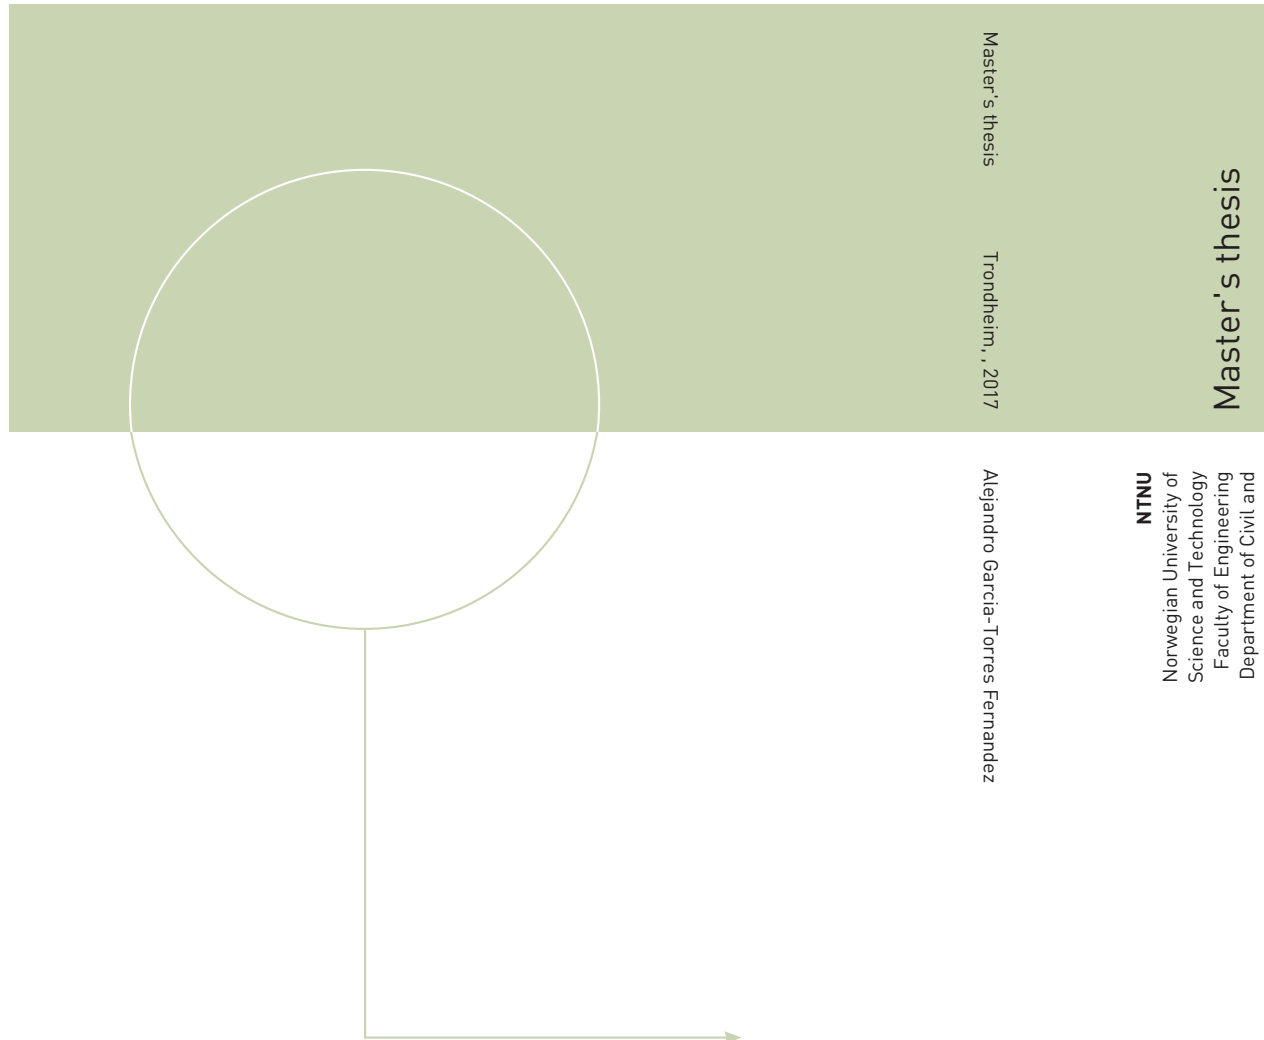 Master's thesis
Trondheim, , 2017
Alejandro Garcia-Torres Fernandez
Master's thesis
NTNU
Norwegian University of
Science and Technology
Faculty of Engineering
Department of Civil and